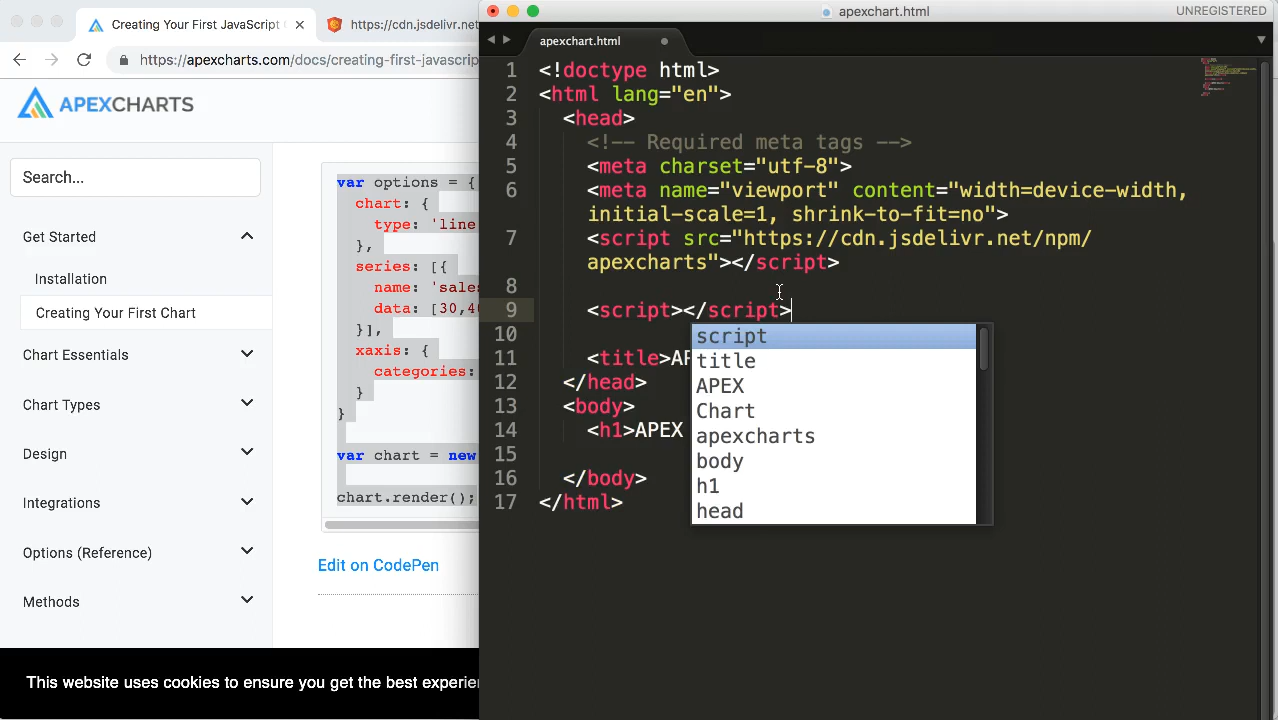 Creating Your First JavaScript
https://cdn.jsdelivr.net
https://apexcharts.com/docs/creating-first-javascrip
APEXCHARTS
Search...
Get Started
Installation
Creating Your First Chart
Chart Essentials
Chart Types
Design
Integrations
Options (Reference)
Methods
var options = {
chart: {
type: 'line
},
series: [{
name: 'sales
data: [30,40
}],
xaxis: {
categories:
}
}
var chart = new
chart.render();
Edit on CodePen
This website uses cookies to ensure you get the best experie
apexchart.html
UNREGISTERED
apexchart.html
1 <!doctype html>
2 <html lang="en">
3 <head>
4 <!-- Required meta tags -->
5 <meta charset="utf-8">
6 <meta name="viewport" content="width=device-width,
initial-scale=1, shrink-to-fit=no">
7 <script src="https://cdn.jsdelivr.net/npm/
apexcharts"></script>
8
9 <script></script>
10
11 <title>AP
12 </head>
13 <body>
14 <h1>APEX
15
16 </body>
17 </html>
script
title
APEX
Chart
apexcharts
body
h1
head